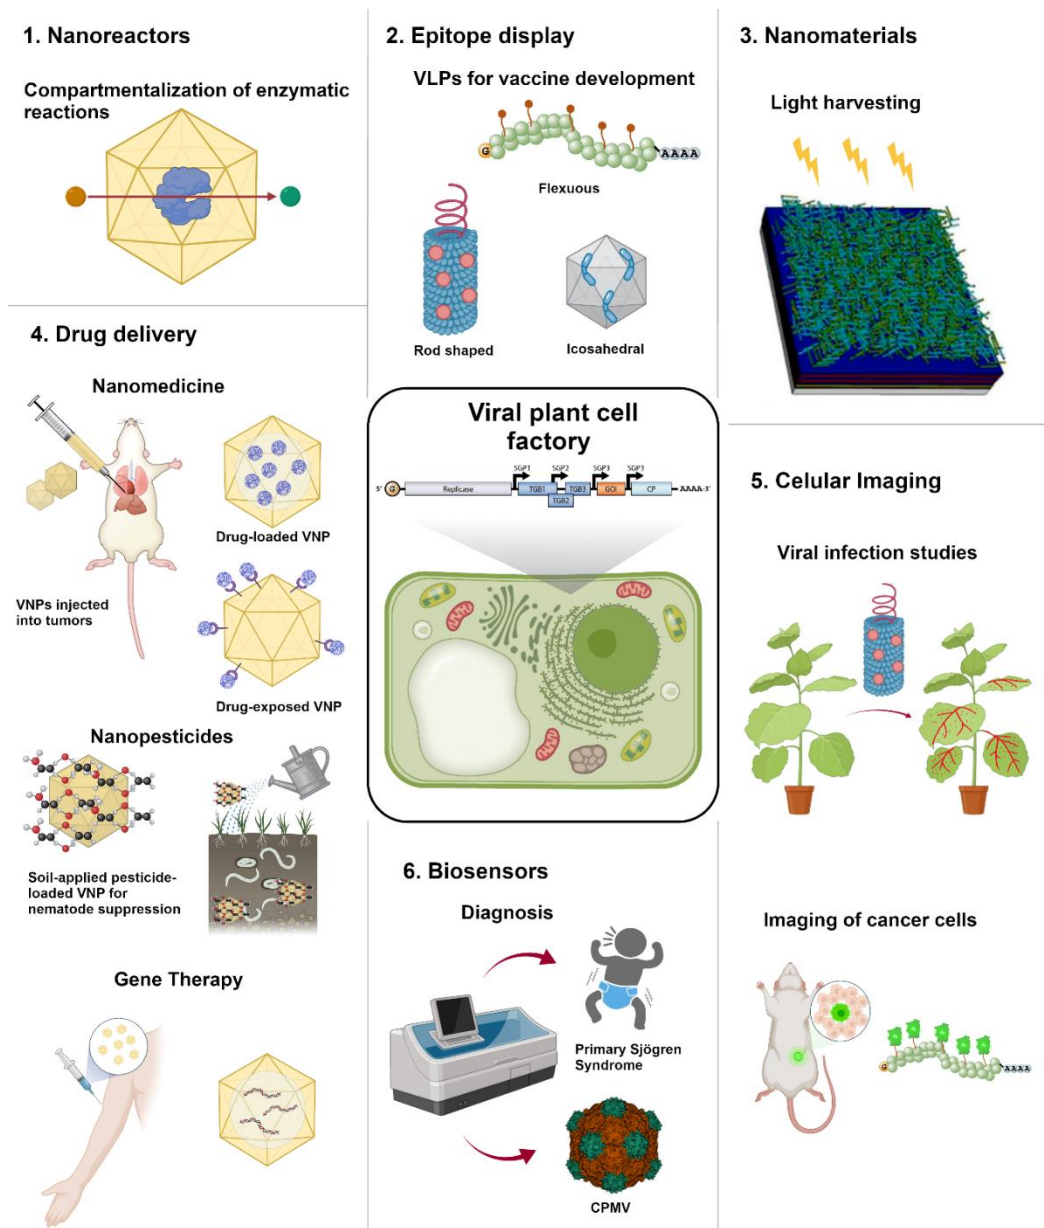 1. Nanoreactors
Compartmentalization of enzymatic
reactions
2. Epitope display
VLPs for vaccine development
G
AAAA
Flexuous
Rod shaped
Icosahedral
3. Nanomaterials
Light harvesting
4. Drug delivery
Nanomedicine
Drug-loaded VNP
VNPs injected
into tumors
Drug-exposed VNP
Nanopesticides
Soil-applied pesticide-
loaded VNP for
nematode suppression
Gene Therapy
Viral plant cell
factory
SGP1 SGP2 SGP3 SGP3
5' G Replicase TGB1 TGB3 GOI CP AAAA-3'
TGB2
5. Celular Imaging
Viral infection studies
Imaging of cancer cells
G
AAAA
6. Biosensors
Diagnosis
Primary Sjögren
Syndrome
CPMV